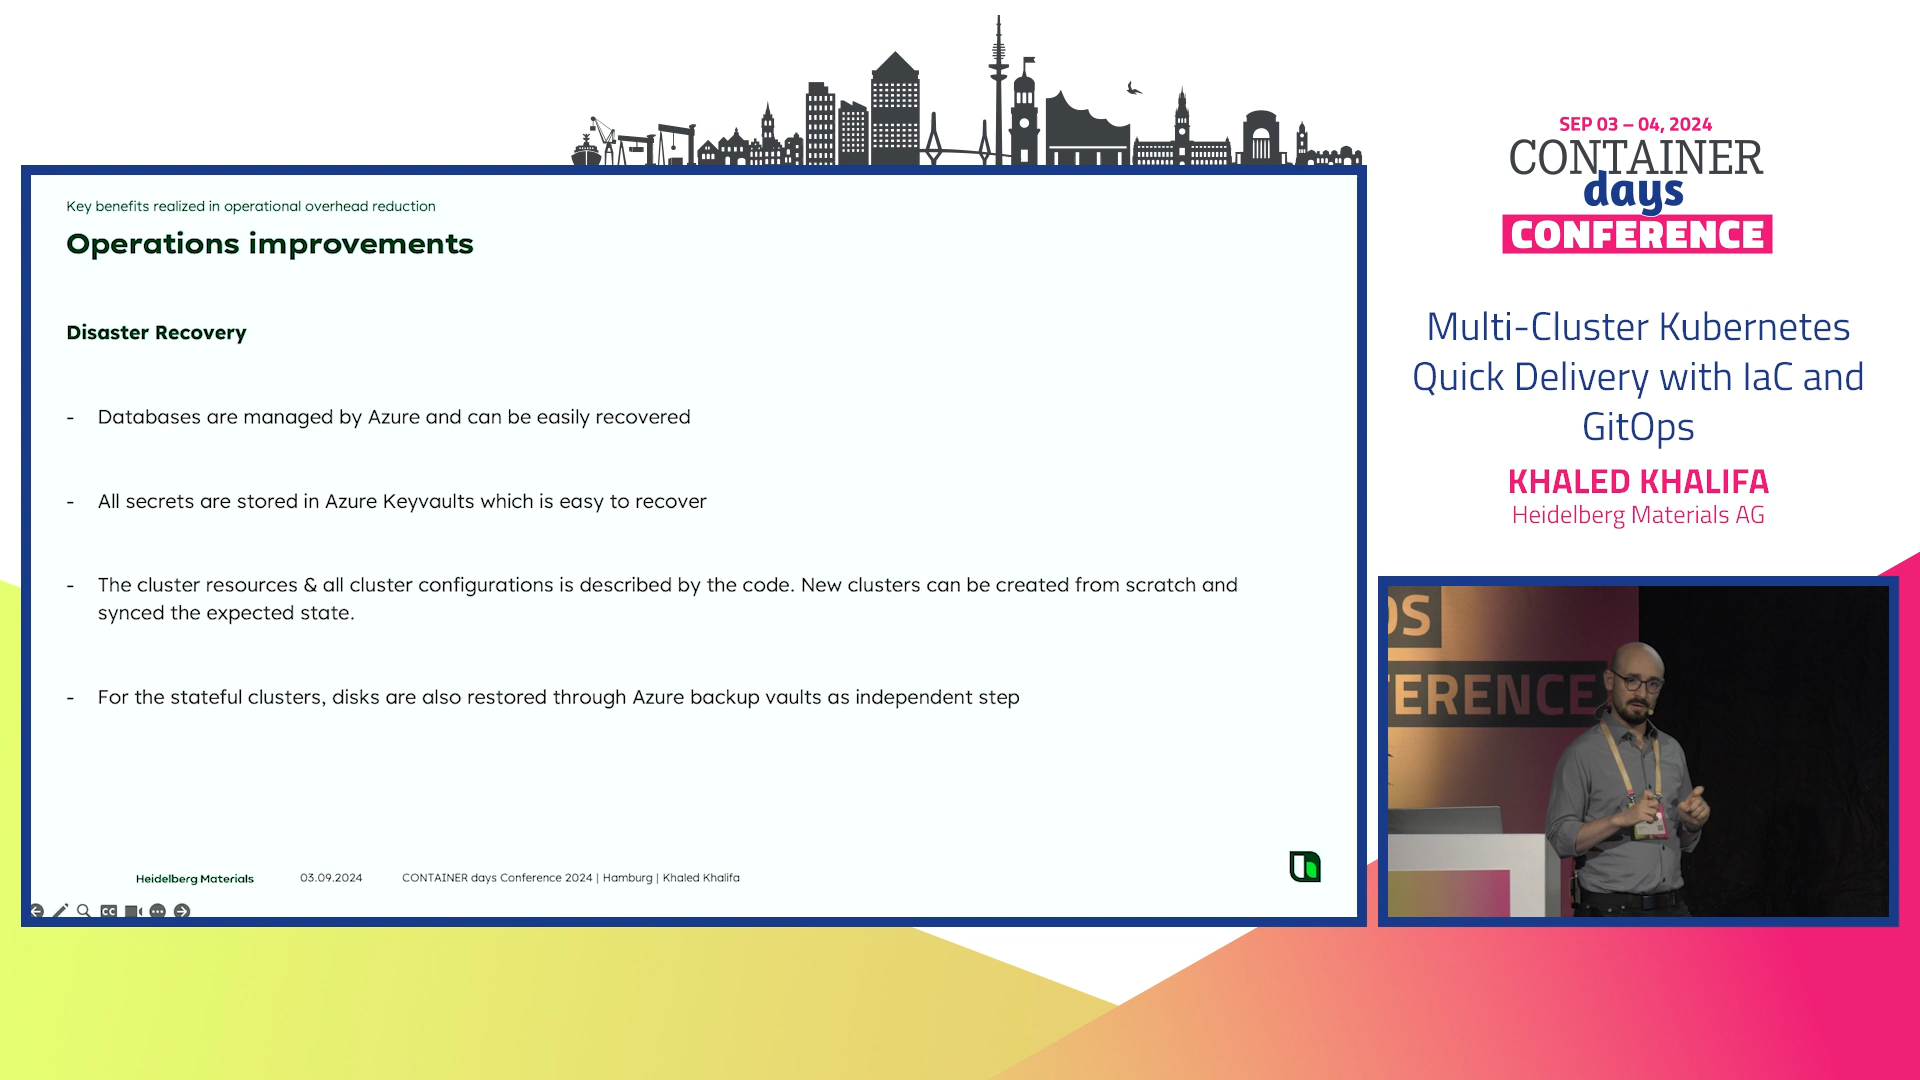 SEP 03 – 04, 2024
CONTAINER
days
CONFERENCE
Key benefits realized in operational overhead reduction
Operations improvements
Disaster Recovery
- Databases are managed by Azure and can be easily recovered
- All secrets are stored in Azure Keyvaults which is easy to recover
- The cluster resources & all cluster configurations is described by the code. New clusters can be created from scratch and
synced the expected state.
- For the stateful clusters, disks are also restored through Azure backup vaults as independent step
Heidelberg Materials 03.09.2024 CONTAINER days Conference 2024 | Hamburg | Khaled Khalifa
CC
Multi-Cluster Kubernetes
Quick Delivery with IaC and
GitOps
KHALED KHALIFA
Heidelberg Materials AG
OS
ERENCE